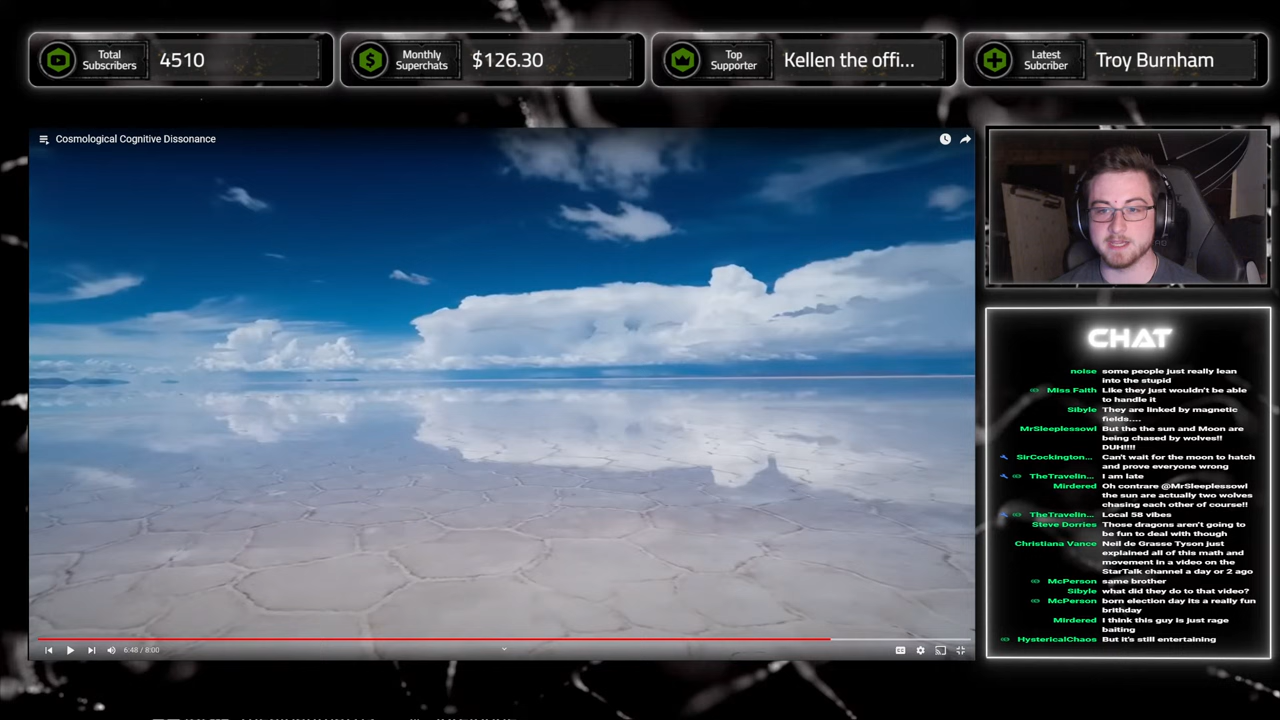 Total
Subscribers
4510
Monthly
Superchats
$126.30
Top
Supporter
Kellen the offi...
Latest
Subcriber
Troy Burnham
Cosmological Cognitive Dissonance
CHAT
noise some people just really lean
into the stupid
Miss Faith Like they just wouldn't be able
to handle it
Sibyle They are linked by magnetic
fields....
MrSleeplessowl But the the sun and Moon are
being chased by wolves!!
DUH!!!!
SirCockington... Can't wait for the moon to hatch
and prove everyone wrong
TheTravelin... I am late
Mirdered Oh contrare @MrSleeplessowl
the sun are actually two wolves
chasing each other of course!!
TheTravelin... Local 58 vibes
Steve Dorries Those dragons aren't going to
be fun to deal with though
Christiana Vance Neil de Grasse Tyson just
explained all of this math and
movement in a video on the
StarTalk channel a day or 2 ago
McPerson same brother
Sibyle what did they do to that video?
McPerson born election day its a really fun
brithday
Mirdered I think this guy is just rage
baiting
HystericalChaos But it's still entertaining
6:48 / 8:00